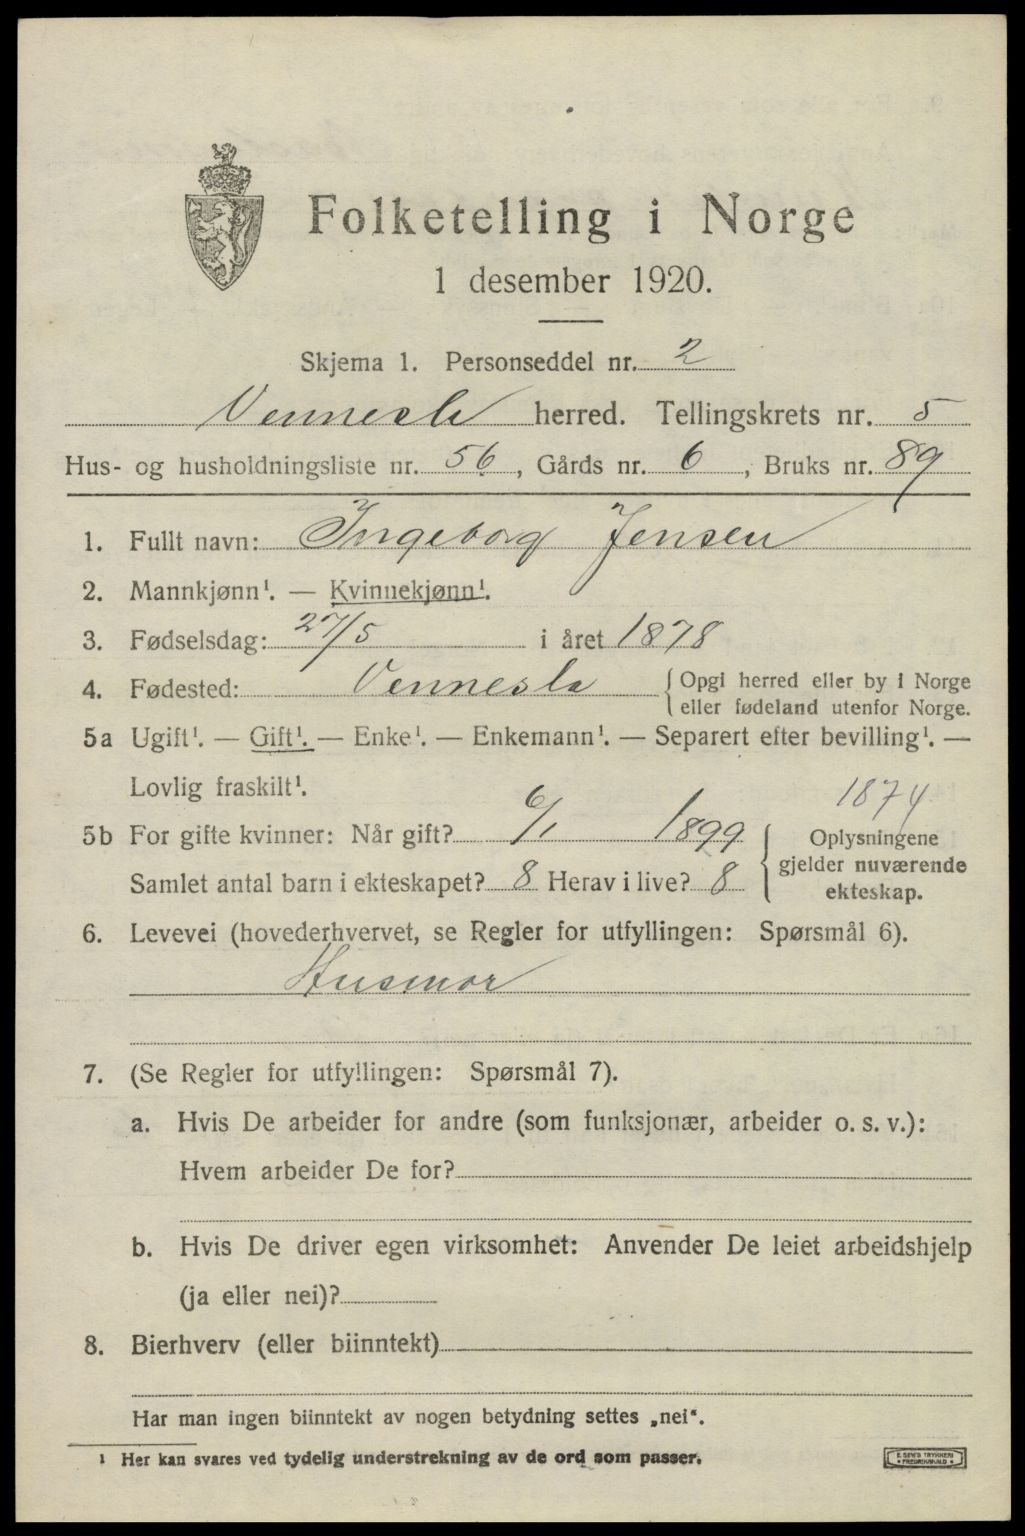 Folketelling i Norge
1 desember 1920.
Skjema 1. Personseddel nr. 2
Vennesla herred. Tellingskrets nr. 5
Hus- og husholdningsliste nr. 56, Gårds nr. 6, Bruks nr. 89
1. Fullt navn: Ingeborg Jensen
2. Mannkjønn¹. — Kvinnekjønn¹.
3. Fødselsdag: 27/5 i året 1878
4. Fødested: Vennesla {Opgi herred eller by i Norge
eller fødeland utenfor Norge.
5a Ugift¹. — Gift¹. — Enke¹. — Enkemann¹. — Separert efter bevilling¹. —
Lovlig fraskilt¹.
1874
5b For gifte kvinner: Når gift? 6/1 1899
Samlet antal barn i ekteskapet? 8 Herav i live? 8
{Oplysningene
gjelder nuværende
ekteskap.
6. Levevei (hovederhvervet, se Regler for utfyllingen: Spørsmål 6).
Husmor
7. (Se Regler for utfyllingen: Spørsmål 7).
a. Hvis De arbeider for andre (som funksjonær, arbeider o. s. v.):
Hvem arbeider De for?
b. Hvis De driver egen virksomhet: Anvender De leiet arbeidshjelp
(ja eller nei)?
8. Bierhverv (eller biinntekt)
Har man ingen biinntekt av nogen betydning settes „nei“.
¹ Her kan svares ved tydelig understrekning av de ord som passer.